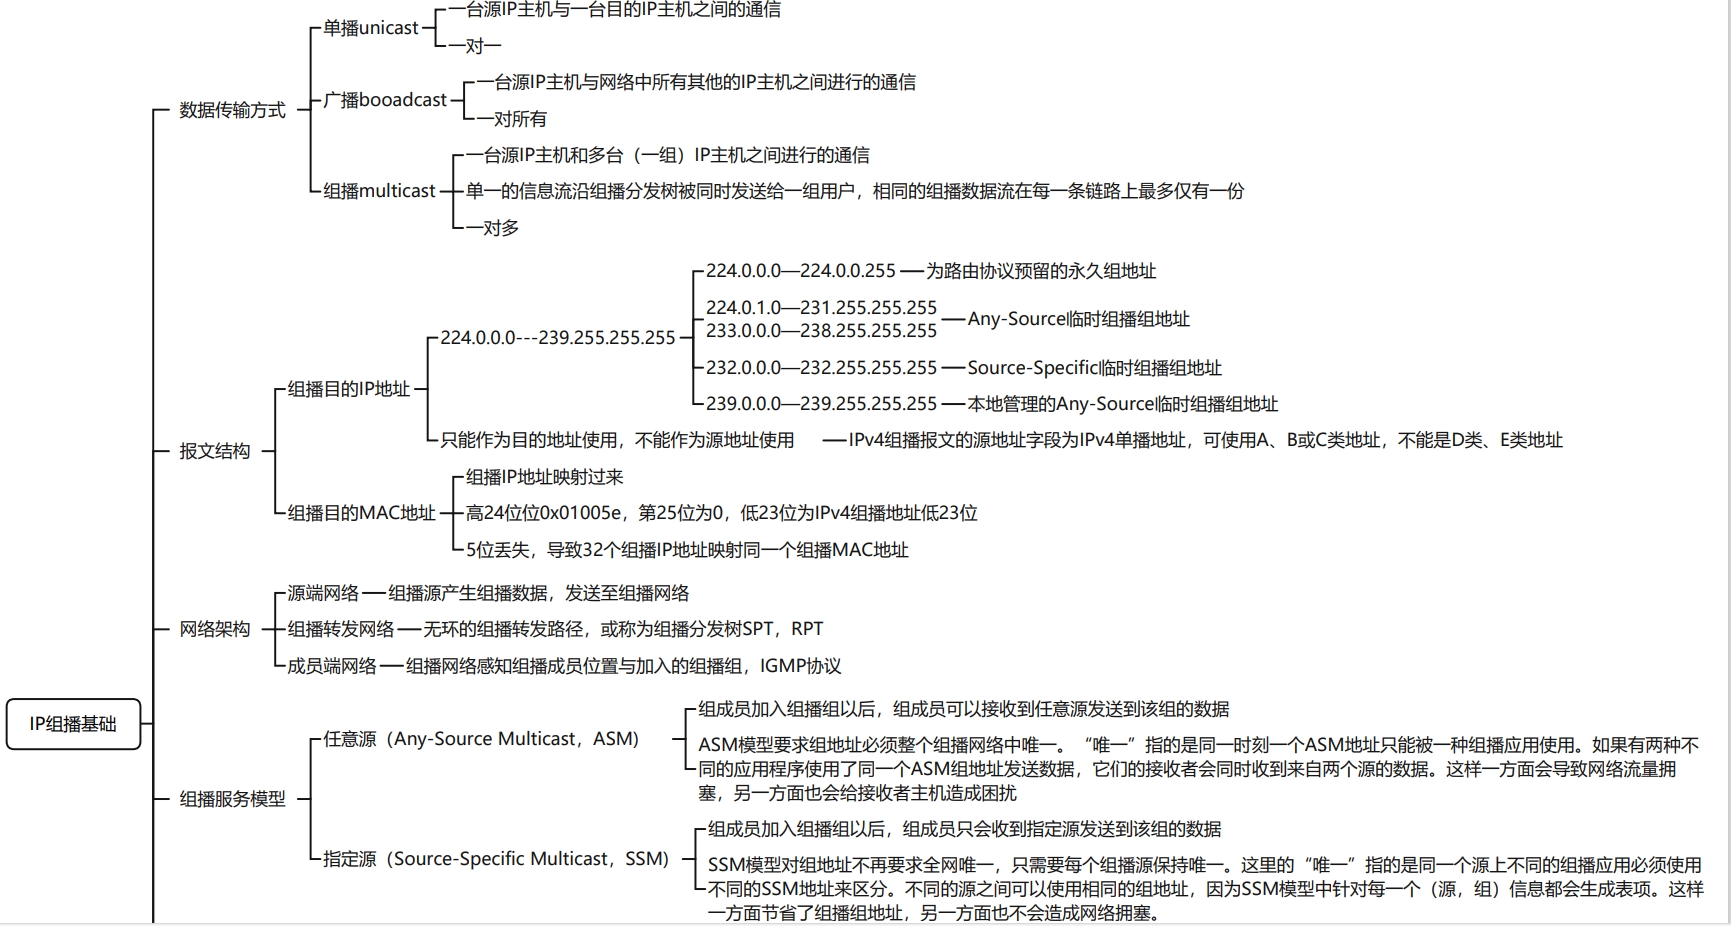 一台源IP主机与一台目的IP主机之间的通信
单播unicast
一对一
一台源IP主机与网络中所有其他的IP主机之间进行的通信
广播booadcast
数据传输方式
一对所有
一台源IP主机和多台（一组）IP主机之间进行的通信
组播multicast
单一的信息流沿组播分发树被同时发送给一组用户，相同的组播数据流在每一条链路上最多仅有一份
一对多
224.0.0.0—224.0.0.255
为路由协议预留的永久组地址
224.0.1.0—231.255.255.255
233.0.0.0—238.255.255.255
Any-Source临时组播组地址
224.0.0.0---239.255.255.255
232.0.0.0—232.255.255.255
Source-Specific临时组播组地址
组播目的IP地址
239.0.0.0—239.255.255.255
本地管理的Any-Source临时组播组地址
只能作为目的地址使用，不能作为源地址使用
IPv4组播报文的源地址字段为IPv4单播地址，可使用A、B或C类地址，不能是D类、E类地址
报文结构
组播IP地址映射过来
组播目的MAC地址
高24位位0x01005e，第25位为0，低23位为IPv4组播地址低23位
5位丢失，导致32个组播IP地址映射同一个组播MAC地址
源端网络
组播源产生组播数据，发送至组播网络
网络架构
组播转发网络
无环的组播转发路径，或称为组播分发树SPT，RPT
成员端网络
组播网络感知组播成员位置与加入的组播组，IGMP协议
IP组播基础
组成员加入组播组以后，组成员可以接收到任意源发送到该组的数据
任意源（Any-Source Multicast，ASM）
ASM模型要求组地址必须整个组播网络中唯一。“唯一”指的是同一时刻一个ASM地址只能被一种组播应用使用。如果有两种不
同的应用程序使用了同一个ASM组地址发送数据，它们的接收者会同时收到来自两个源的数据。这样一方面会导致网络流量拥
塞，另一方面也会给接收者主机造成困扰
组播服务模型
组成员加入组播组以后，组成员只会收到指定源发送到该组的数据
指定源（Source-Specific Multicast，SSM）
SSM模型对组地址不再要求全网唯一，只需要每个组播源保持唯一。这里的“唯一”指的是同一个源上不同的组播应用必须使用
不同的SSM地址来区分。不同的源之间可以使用相同的组地址，因为SSM模型中针对每一个（源，组）信息都会生成表项。这样
一方面节省了组播组地址，另一方面也不会造成网络拥塞。